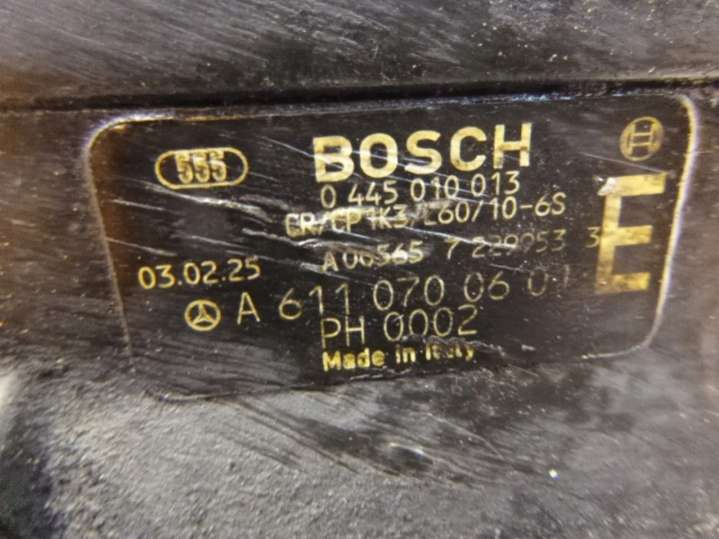 555
BOSCH
0 445 010 013
CR/CP1K3/L60/10-6S
E
03.02.25
A 611 070 06 01
PH 0002
Made in Italy